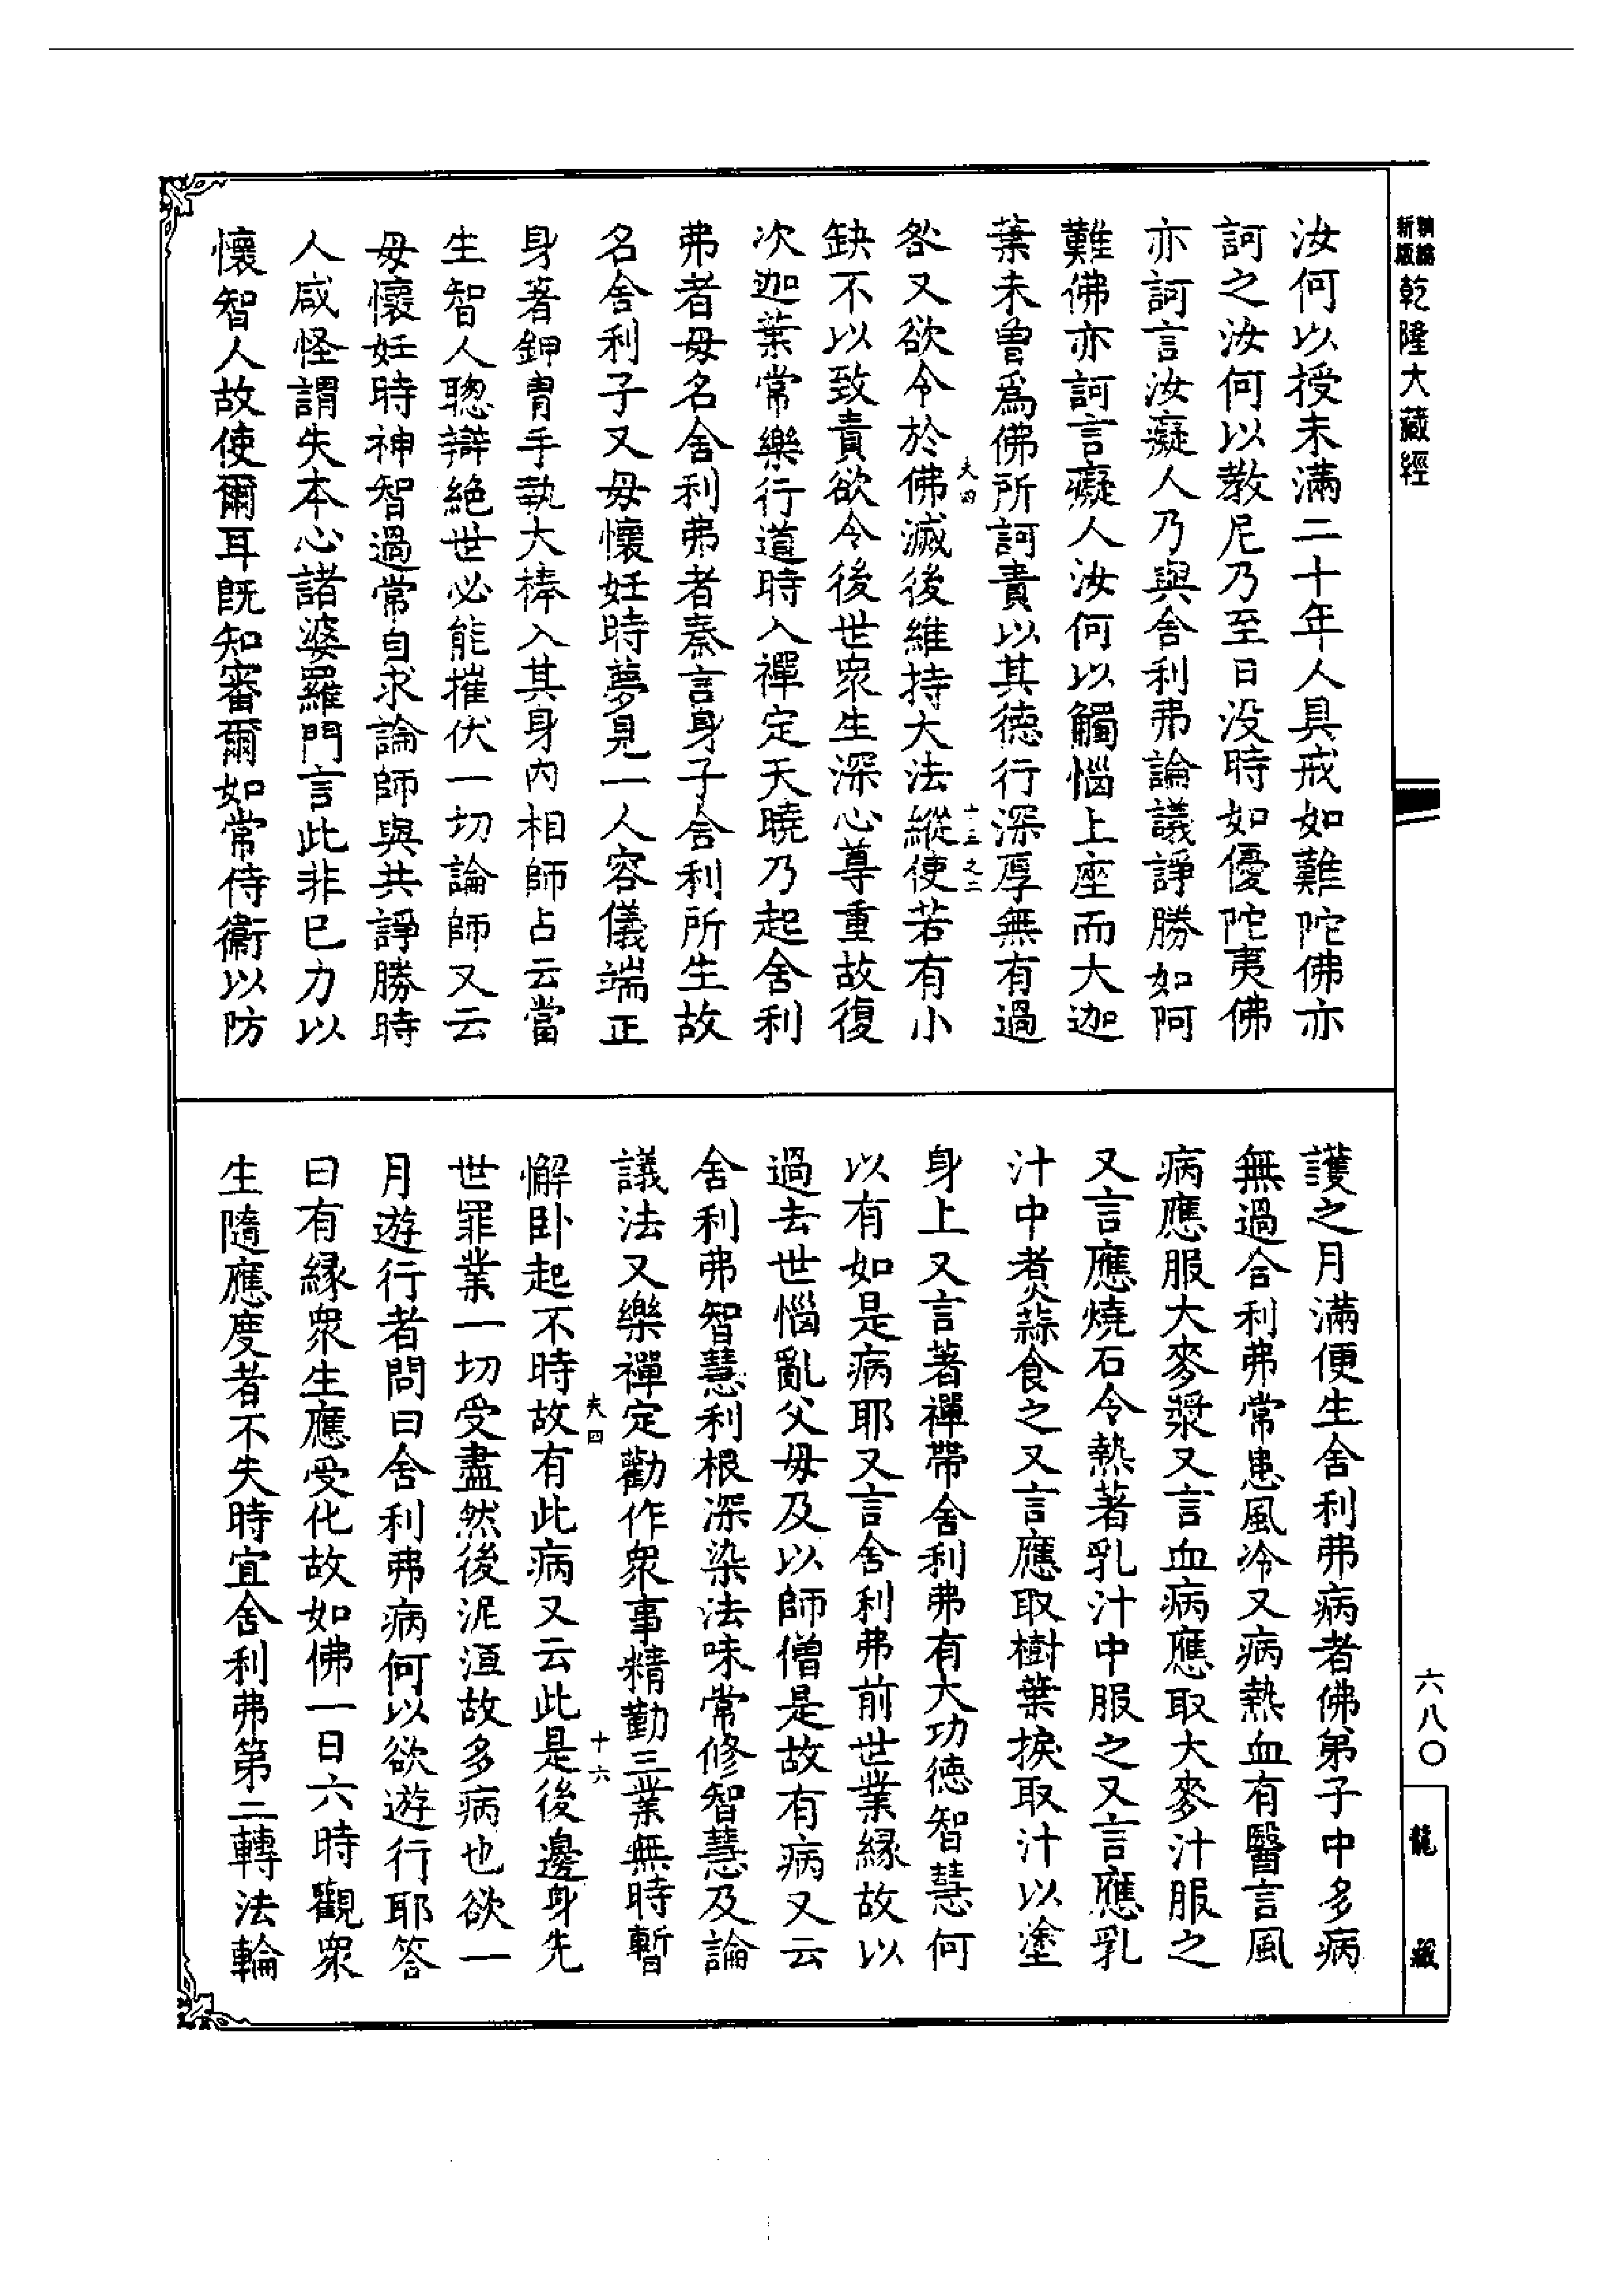 新編
縮版
乾隆大藏經
汝何以授未滿二十年人具戒如難陀佛亦
訶之汝何以教尼乃至日没時如優陀夷佛
亦訶言汝癡人乃與舍利弗論議諍勝如阿
難佛亦訶言癡人汝何以觸惱上座而大迦
葉未曾爲佛所訶責以其德行深厚無有過
夫四
十五之二
咎又欲令於佛滅後維持大法縱使若有小
缺不以致責欲令後世衆生深心尊重故復
次迦葉常樂行道時入禪定天曉乃起舍利
弗者母名舍利弗者秦言身子舍利所生故
名舍利子又母懷妊時夢見一人容儀端正
身著鉀胄手執大棒入其身内相師占云當
生智人聰辯絶世必能摧伏一切論師又云
母懷妊時神智過常自求論師與共諍勝時
人咸怪謂失本心諸婆羅門言此非已力以
懷智人故使爾耳旣知審爾如常侍衞以防
護之月滿便生舍利弗病者佛弟子中多病
無過舍利弗常患風冷又病熱血有醫言風
病應服大麥漿又言血病應取大麥汁服之
又言應燒石令熱著乳汁中服之又言應乳
汁中煑蒜食之又言應取樹葉捩取汁以塗
身上又言著禪帶舍利弗有大功德智慧何
以有如是病耶又言舍利弗前世業緣故以
過去世惱亂父母及以師僧是故有病又云
舍利弗智慧利根深染法味常修智慧及論
議法又樂禪定勸作衆事精勤三業無時暫
夫四
十六
懈卧起不時故有此病又云此是後邊身先
世罪業一切受盡然後泥洹故多病也欲一
月遊行者問曰舍利弗病何以欲遊行耶答
曰有緣衆生應受化故如佛一日六時觀衆
生隨應度者不失時宜舍利弗第二轉法輪
六八〇
龍藏